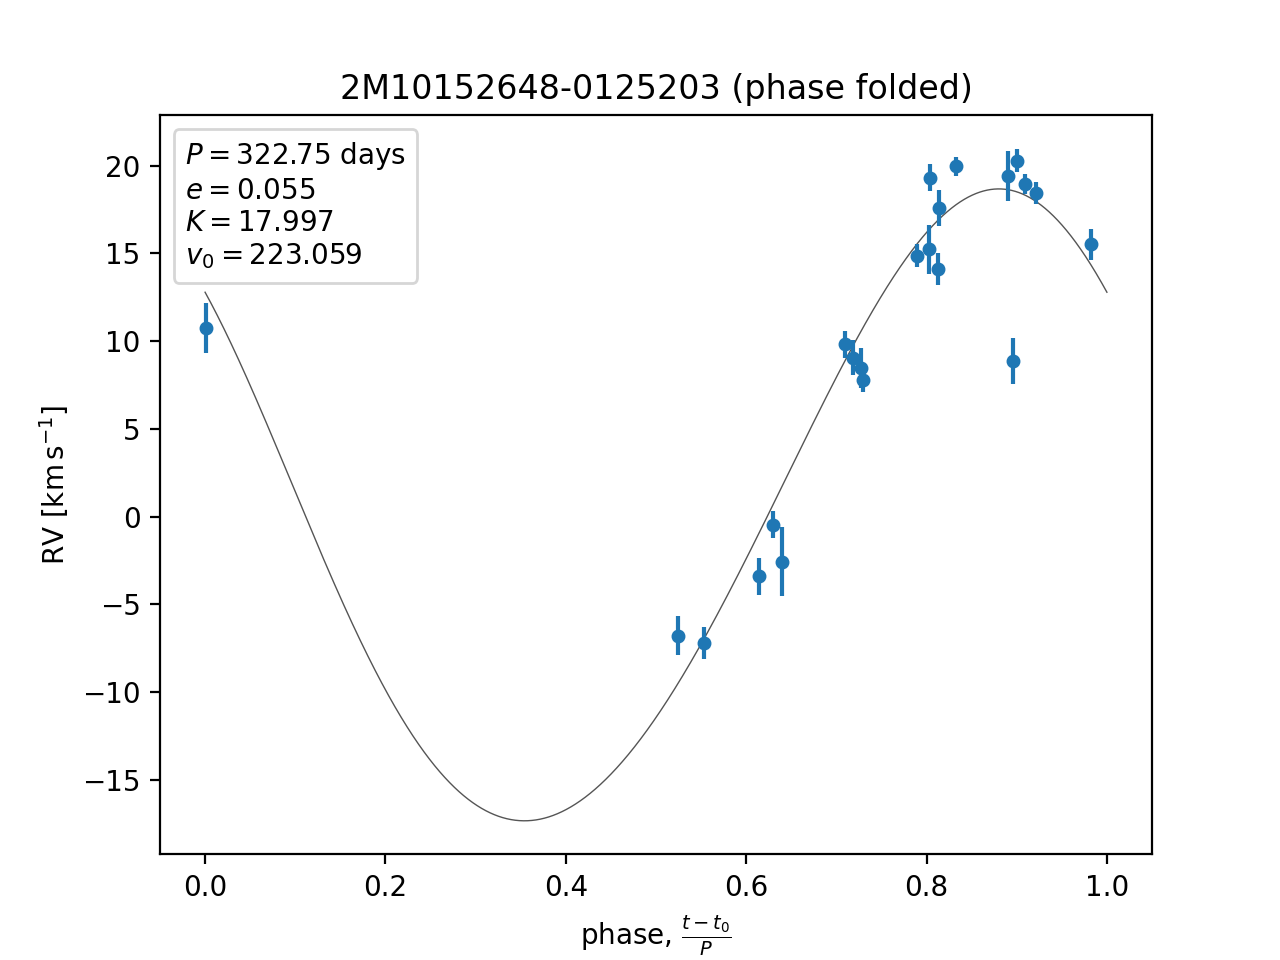 2M10152648-0125203 (phase folded)
P = 322.75 days
e = 0.055
K = 17.997
v₀ = 223.059
20
15
10
5
0
−5
−10
−15
RV [km s⁻¹]
0.0 0.2 0.4 0.6 0.8 1.0
phase, (t − t₀)/P